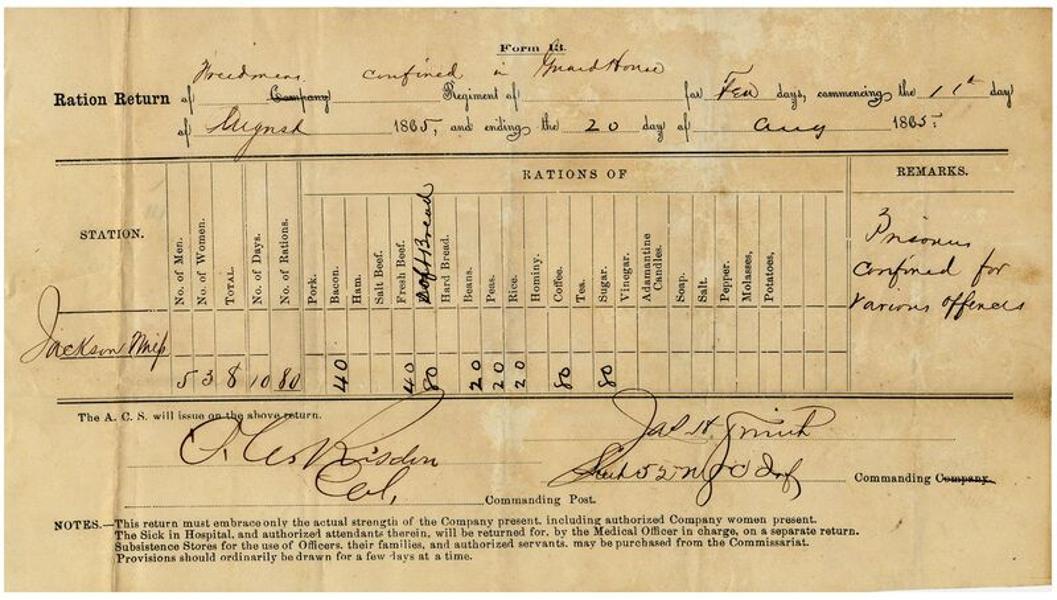 Form 13.
Freedmens confined in Guard House
Ration Return of Company Regiment of for Ten days, commencing the 11th day
of August 1865, and ending the 20 day of Aug 1865.
RATIONS OF
REMARKS.
STATION.
No. of Men.
No. of Women.
TOTAL.
No. of Days.
No. of Rations.
Pork.
Bacon.
Ham.
Salt Beef.
Fresh Beef.
Soft Bread
Hard Bread.
Beans.
Peas.
Rice.
Hominy.
Coffee.
Tea.
Sugar.
Vinegar.
Adamantine Candles.
Soap.
Salt.
Pepper.
Molasses,
Potatoes,
3 Prisoners
confined for
various offences
Jackson Miss
5 3 8 10 80 40 40 80 20 20 20 80 80
The A. C. S. will issue on the above return.
Risdon
Col,
Commanding Post.
Jas H Smith
52 Commanding Company.
NOTES.—This return must embrace only the actual strength of the Company present, including authorized Company women present.
The Sick in Hospital, and authorized attendants therein, will be returned for, by the Medical Officer in charge, on a separate return.
Subsistence Stores for the use of Officers, their families, and authorized servants, may be purchased from the Commissariat.
Provisions should ordinarily be drawn for a few days at a time.